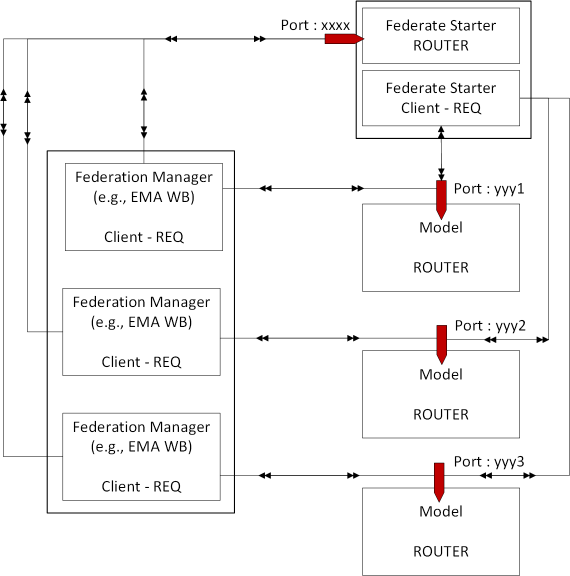 Port : xxxx
Federate Starter
ROUTER
Federate Starter
Client - REQ
Federation Manager
(e.g., EMA WB)
Client - REQ
Port : yyy1
Model
ROUTER
Federation Manager
(e.g., EMA WB)
Client - REQ
Port : yyy2
Model
ROUTER
Federation Manager
(e.g., EMA WB)
Client - REQ
Port : yyy3
Model
ROUTER